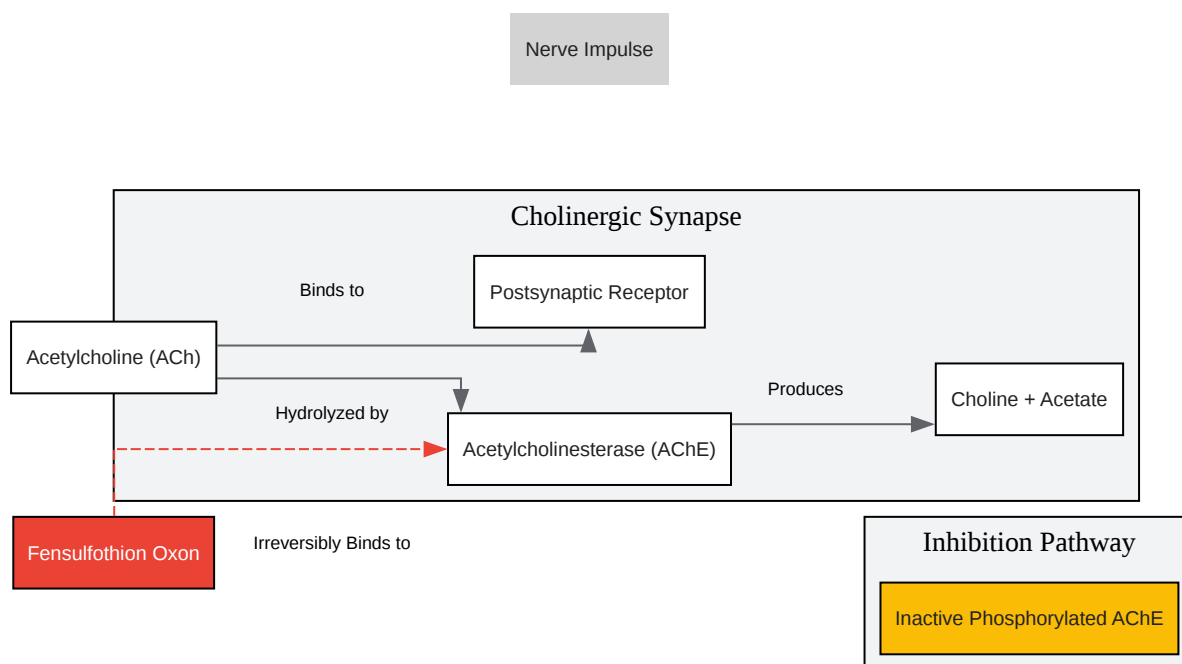 Nerve Impulse
Cholinergic Synapse
Binds to
Postsynaptic Receptor
Acetylcholine (ACh)
Produces
Choline + Acetate
Hydrolyzed by
Acetylcholinesterase (AChE)
Fensulfothion Oxon
Irreversibly Binds to
Inhibition Pathway
Inactive Phosphorylated AChE